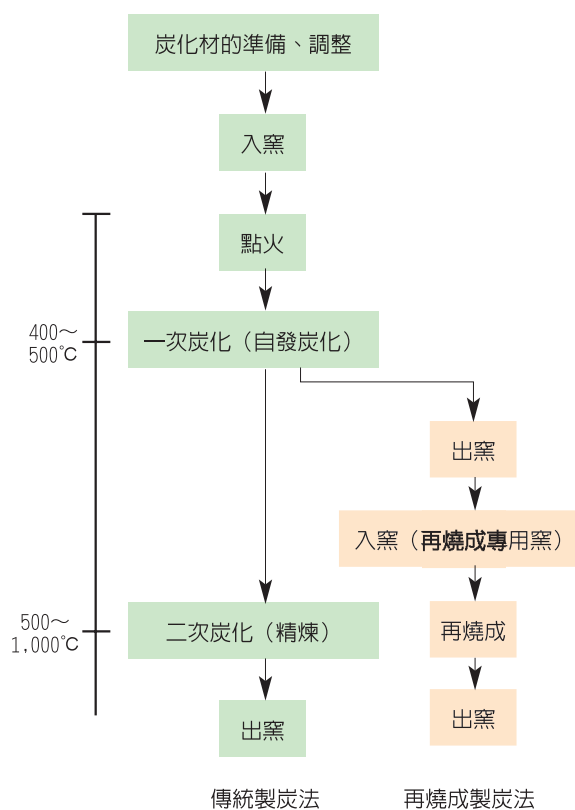 炭化材的準備、調整
入窯
點火
400～
500℃
一次炭化（自發炭化）
出窯
入窯（再燒成專用窯）
500～
1,000℃
二次炭化（精煉）
再燒成
出窯
出窯
傳統製炭法
再燒成製炭法